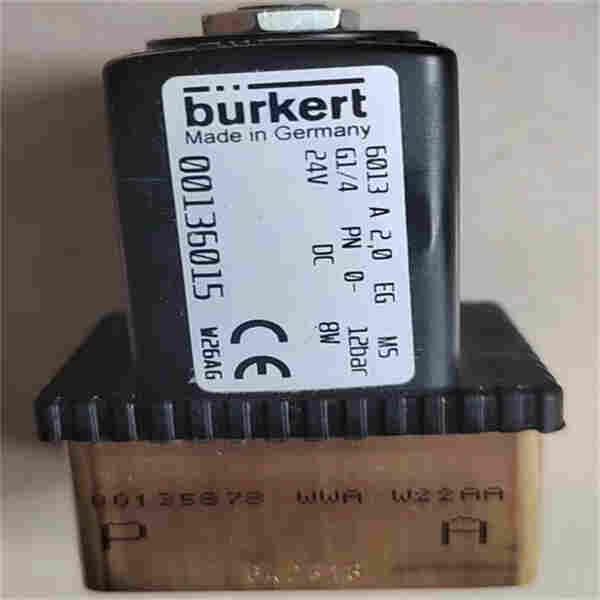 bürkert
Made in Germany
6013 A 2,0 EG MS
G1/4 PN 0-12bar
24V DC 8W
00136015 W26AG
CE
00135878 WWA W22AA
P A